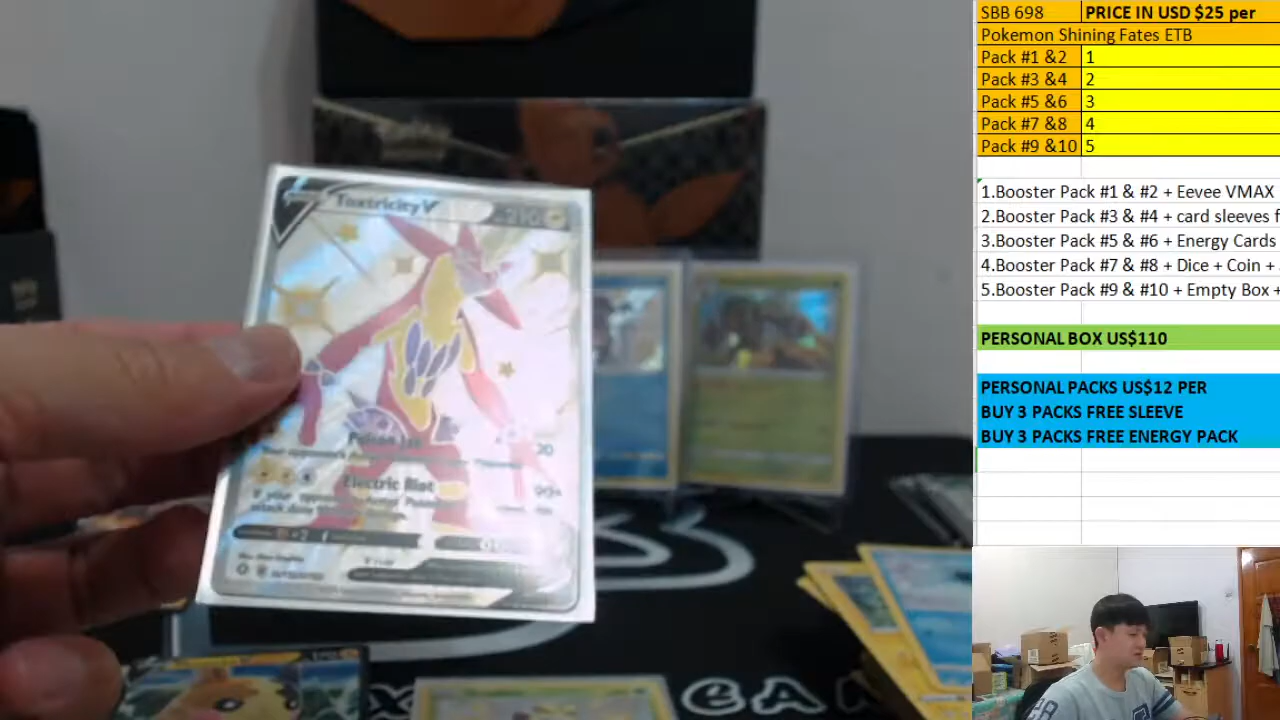 SBB 698 PRICE IN USD $25 per
Pokemon Shining Fates ETB
Pack #1 &2 1
Pack #3 &4 2
Pack #5 &6 3
Pack #7 &8 4
Pack #9 &10 5
1.Booster Pack #1 & #2 + Eevee VMAX
2.Booster Pack #3 & #4 + card sleeves f
3.Booster Pack #5 & #6 + Energy Cards
4.Booster Pack #7 & #8 + Dice + Coin +
5.Booster Pack #9 & #10 + Empty Box +
PERSONAL BOX US$110
PERSONAL PACKS US$12 PER
BUY 3 PACKS FREE SLEEVE
BUY 3 PACKS FREE ENERGY PACK
Toxtricity V
Electric Riot